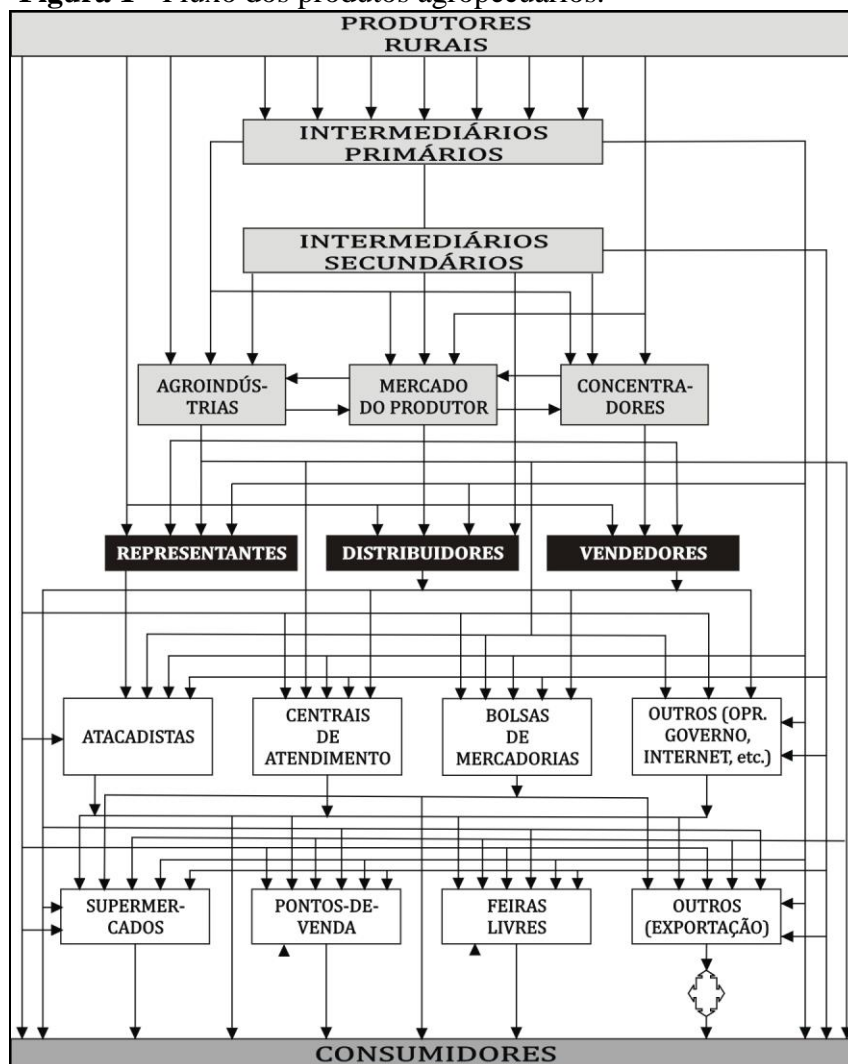 Figura 1 - Fluxo dos produtos agropecuários.
PRODUTORES
RURAIS
INTERMEDIÁRIOS
PRIMÁRIOS
INTERMEDIÁRIOS
SECUNDÁRIOS
AGROINDÚS-
TRIAS
MERCADO
DO PRODUTOR
CONCENTRA-
DORES
REPRESENTANTES
DISTRIBUIDORES
VENDEDORES
ATACADISTAS
CENTRAIS
DE
ATENDIMENTO
BOLSAS
DE
MERCADORIAS
OUTROS (OPR.
GOVERNO,
INTERNET, etc.)
SUPERMER-
CADOS
PONTOS-DE-
VENDA
FEIRAS
LIVRES
OUTROS
(EXPORTAÇÃO)
CONSUMIDORES